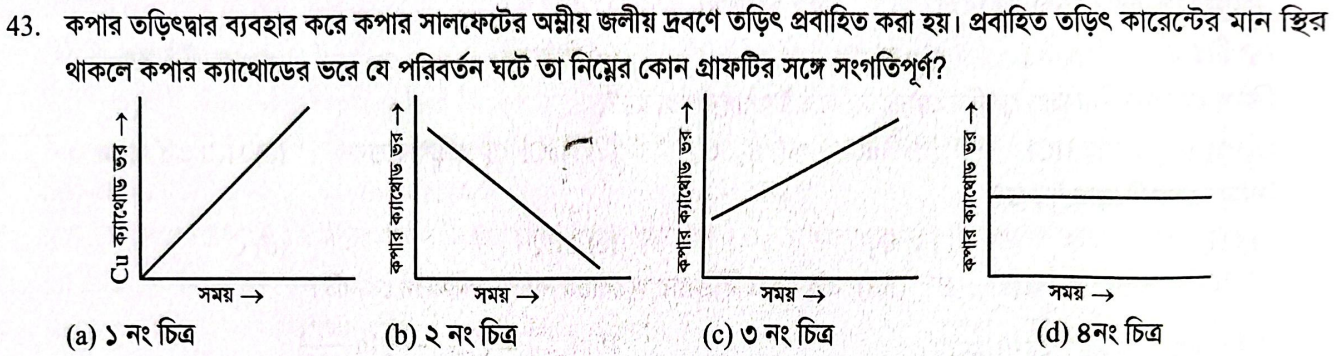 43. কপার তড়িৎদ্বার ব্যবহার করে কপার সালফেটের অম্লীয় জলীয় দ্রবণে তড়িৎ প্রবাহিত করা হয়। প্রবাহিত তড়িৎ কারেন্টের মান স্থির
থাকলে কপার ক্যাথোডের ভরে যে পরিবর্তন ঘটে তা নিম্নের কোন গ্রাফটির সঙ্গে সংগতিপূর্ণ?
Cu ক্যাথোড ভর →
কপার ক্যাথোড ভর →
কপার ক্যাথোড ভর →
কপার ক্যাথোড ভর →
সময় → সময় → সময় → সময় →
(a) ১ নং চিত্র (b) ২ নং চিত্র (c) ৩ নং চিত্র (d) ৪নং চিত্র